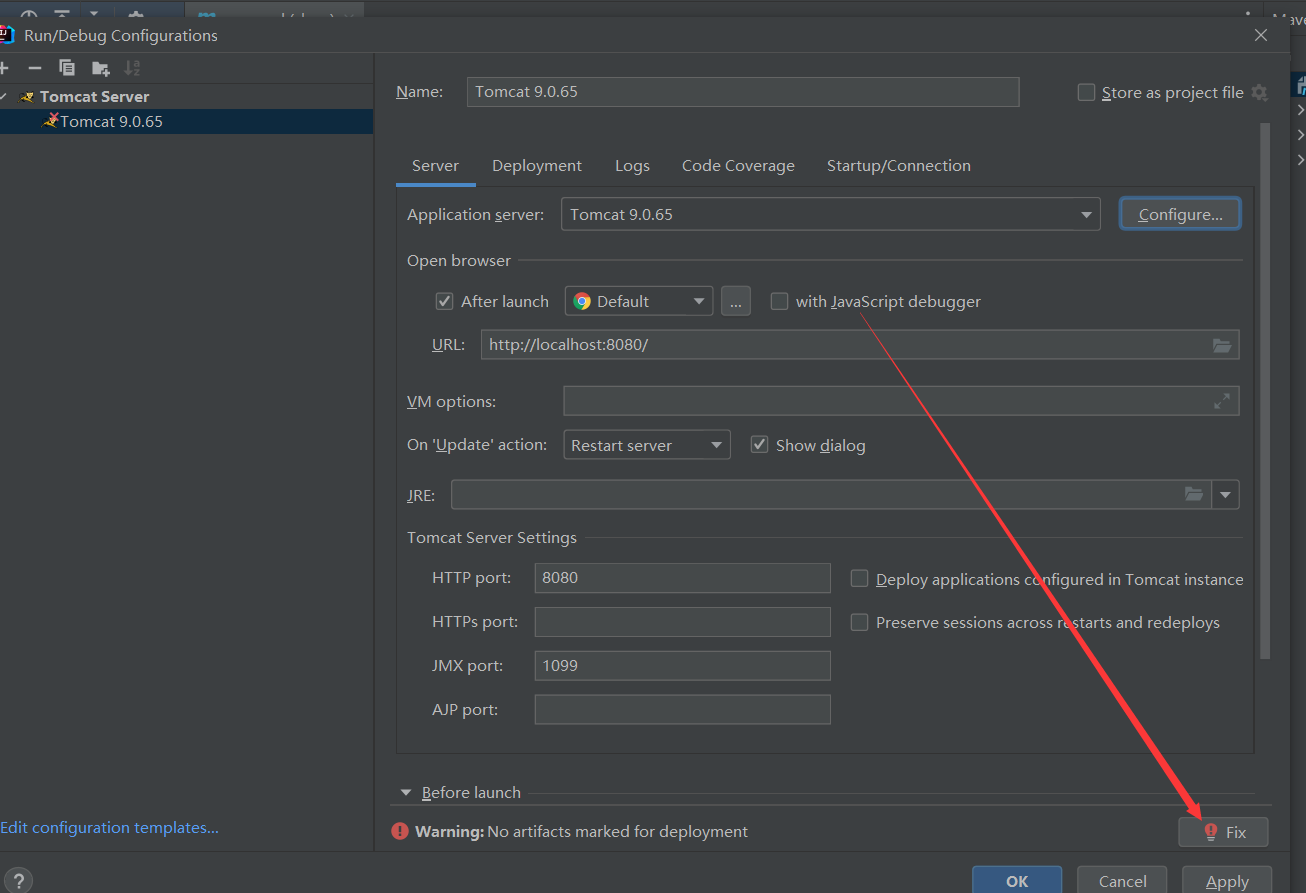 Run/Debug Configurations
Tomcat Server
Tomcat 9.0.65
Edit configuration templates...
Name: Tomcat 9.0.65 Store as project file
Server Deployment Logs Code Coverage Startup/Connection
Application server: Tomcat 9.0.65 Configure...
Open browser
After launch Default ... with JavaScript debugger
URL: http://localhost:8080/
VM options:
On 'Update' action: Restart server Show dialog
JRE:
Tomcat Server Settings
HTTP port: 8080 Deploy applications configured in Tomcat instance
HTTPs port: Preserve sessions across restarts and redeploys
JMX port: 1099
AJP port:
Before launch
Warning: No artifacts marked for deployment Fix
? OK Cancel Apply